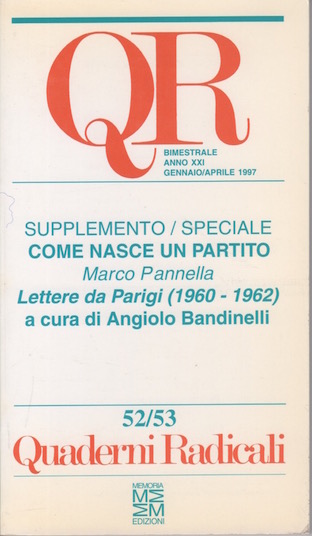 QR
BIMESTRALE
ANNO XXI
GENNAIO/APRILE 1997
SUPPLEMENTO / SPECIALE
COME NASCE UN PARTITO
Marco Pannella
Lettere da Parigi (1960 - 1962)
a cura di Angiolo Bandinelli
52/53
Quaderni Radicali
MEMORIA
EDIZIONI